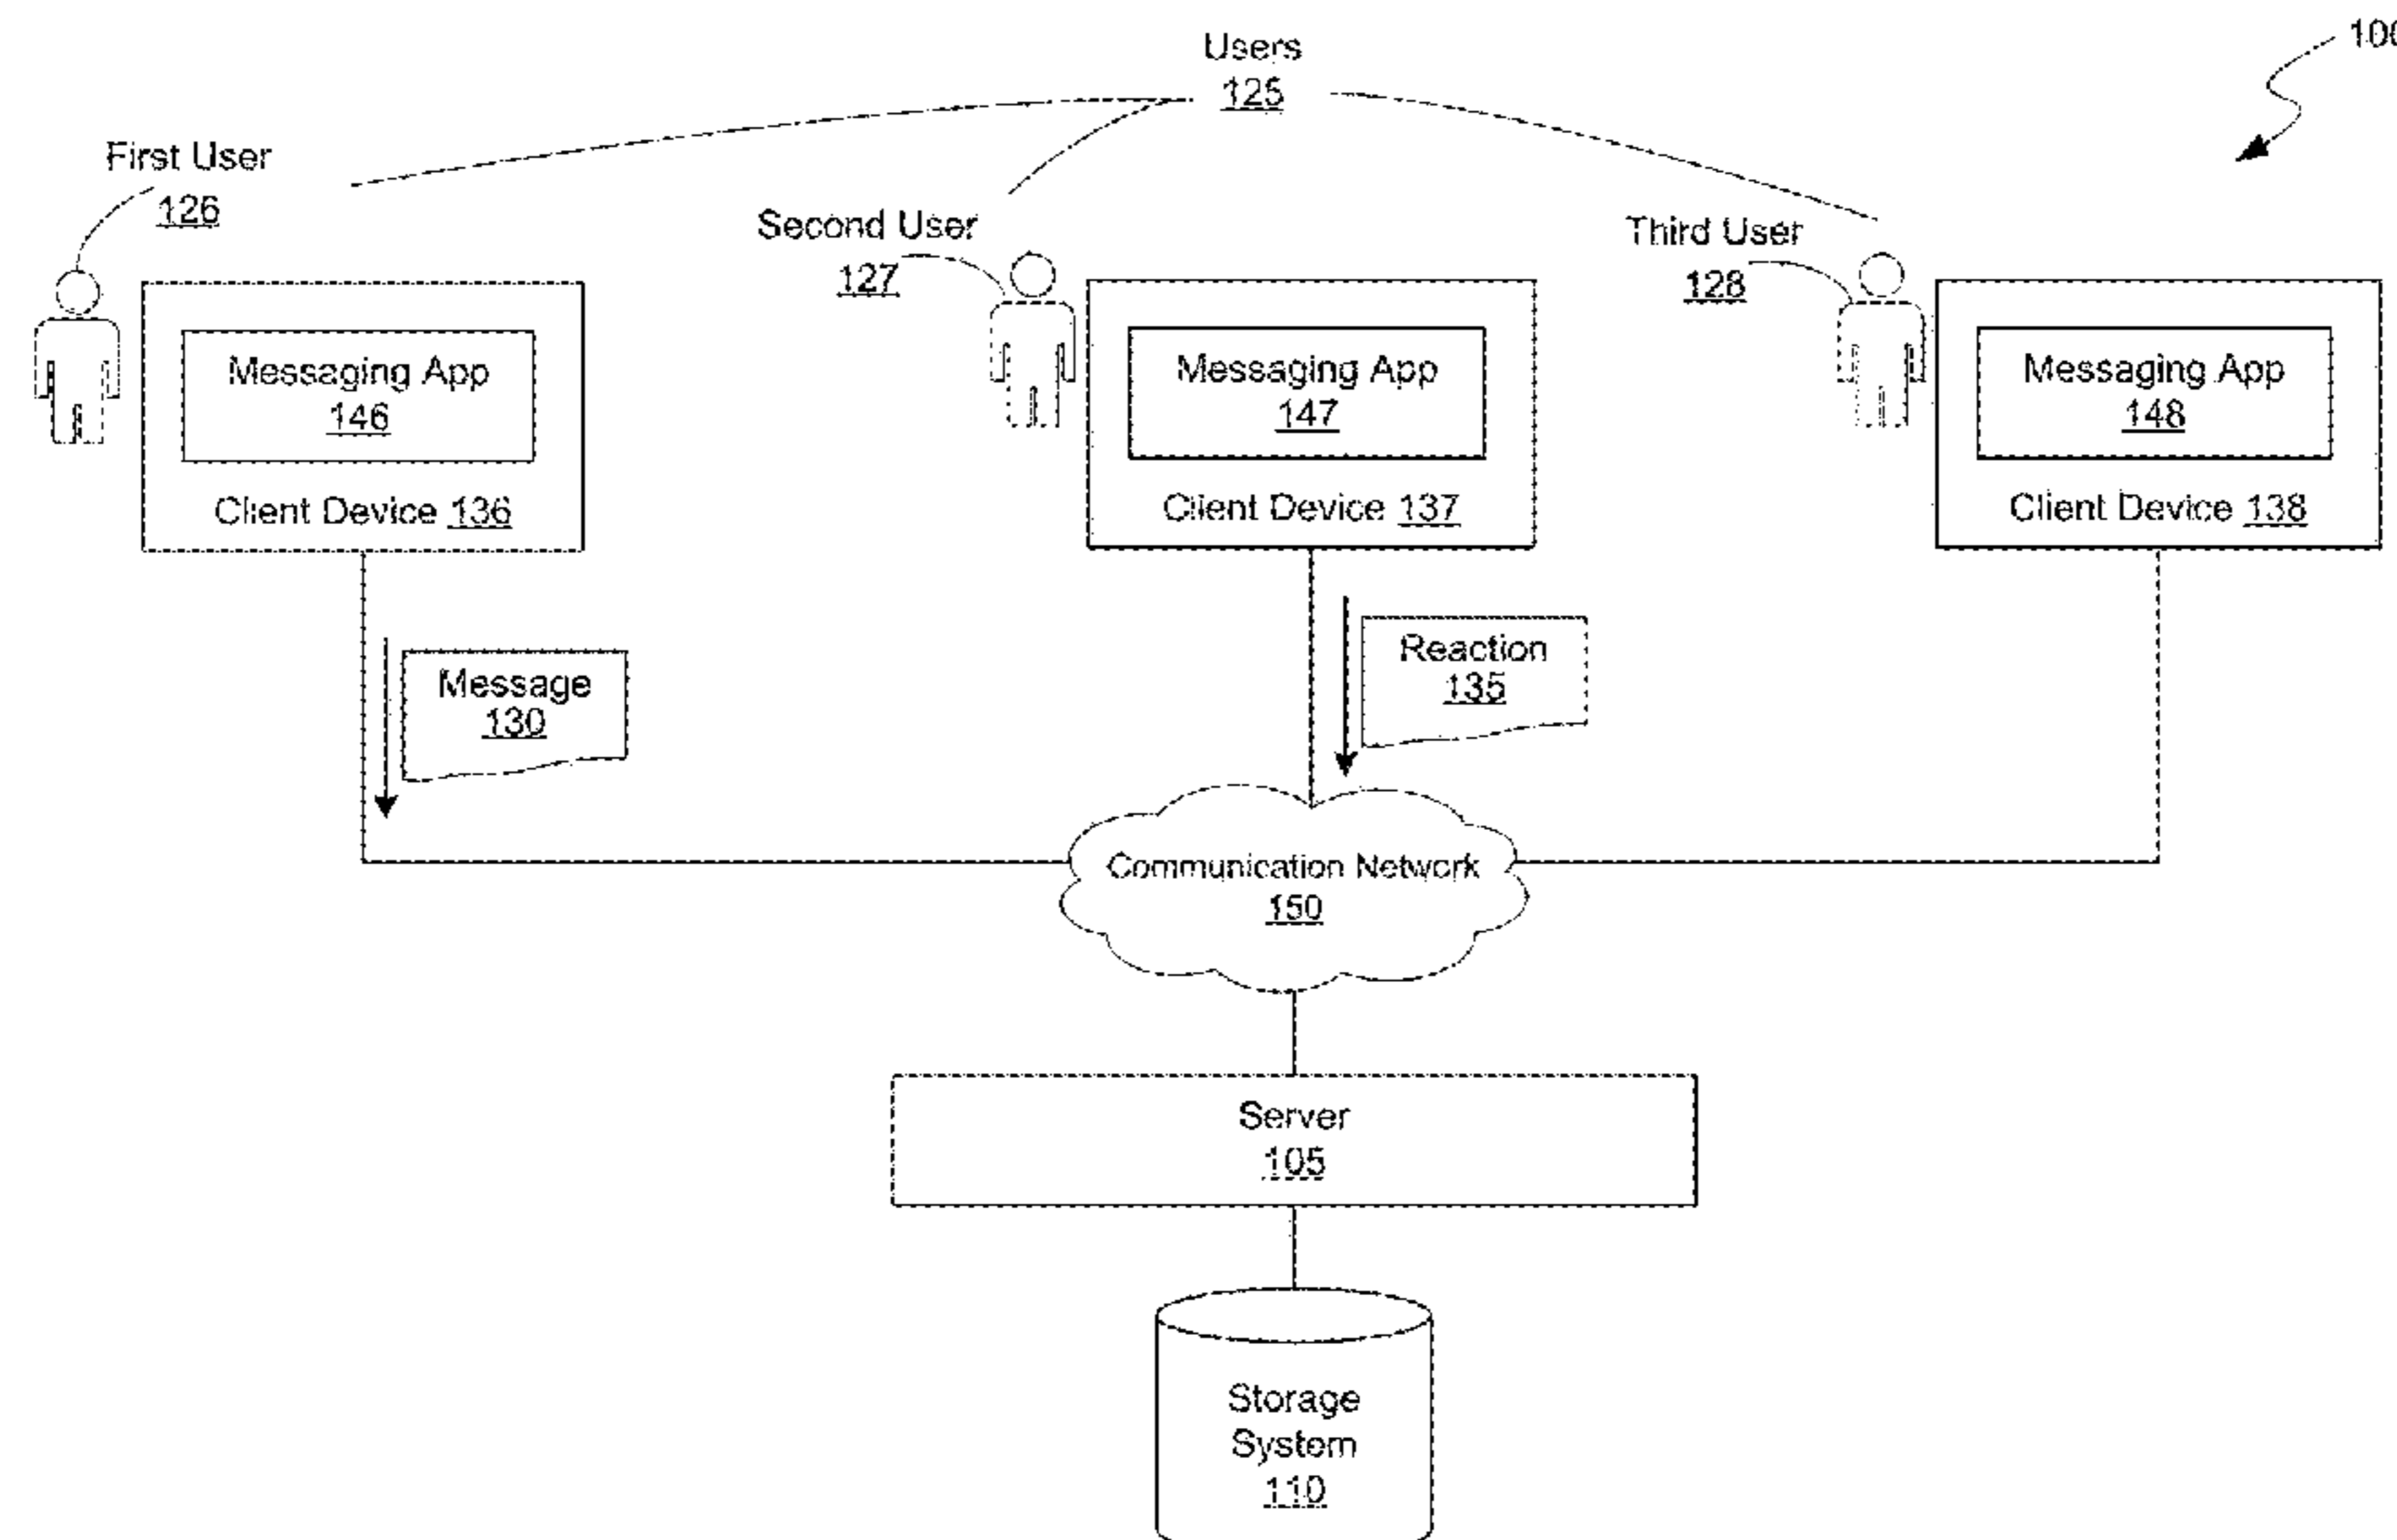 100
Users
125
First User
126
Second User
127
Third User
128
Messaging App
146
Client Device 136
Messaging App
147
Client Device 137
Messaging App
148
Client Device 138
Message
130
Reaction
135
Communication Network
150
Server
105
Storage
System
110